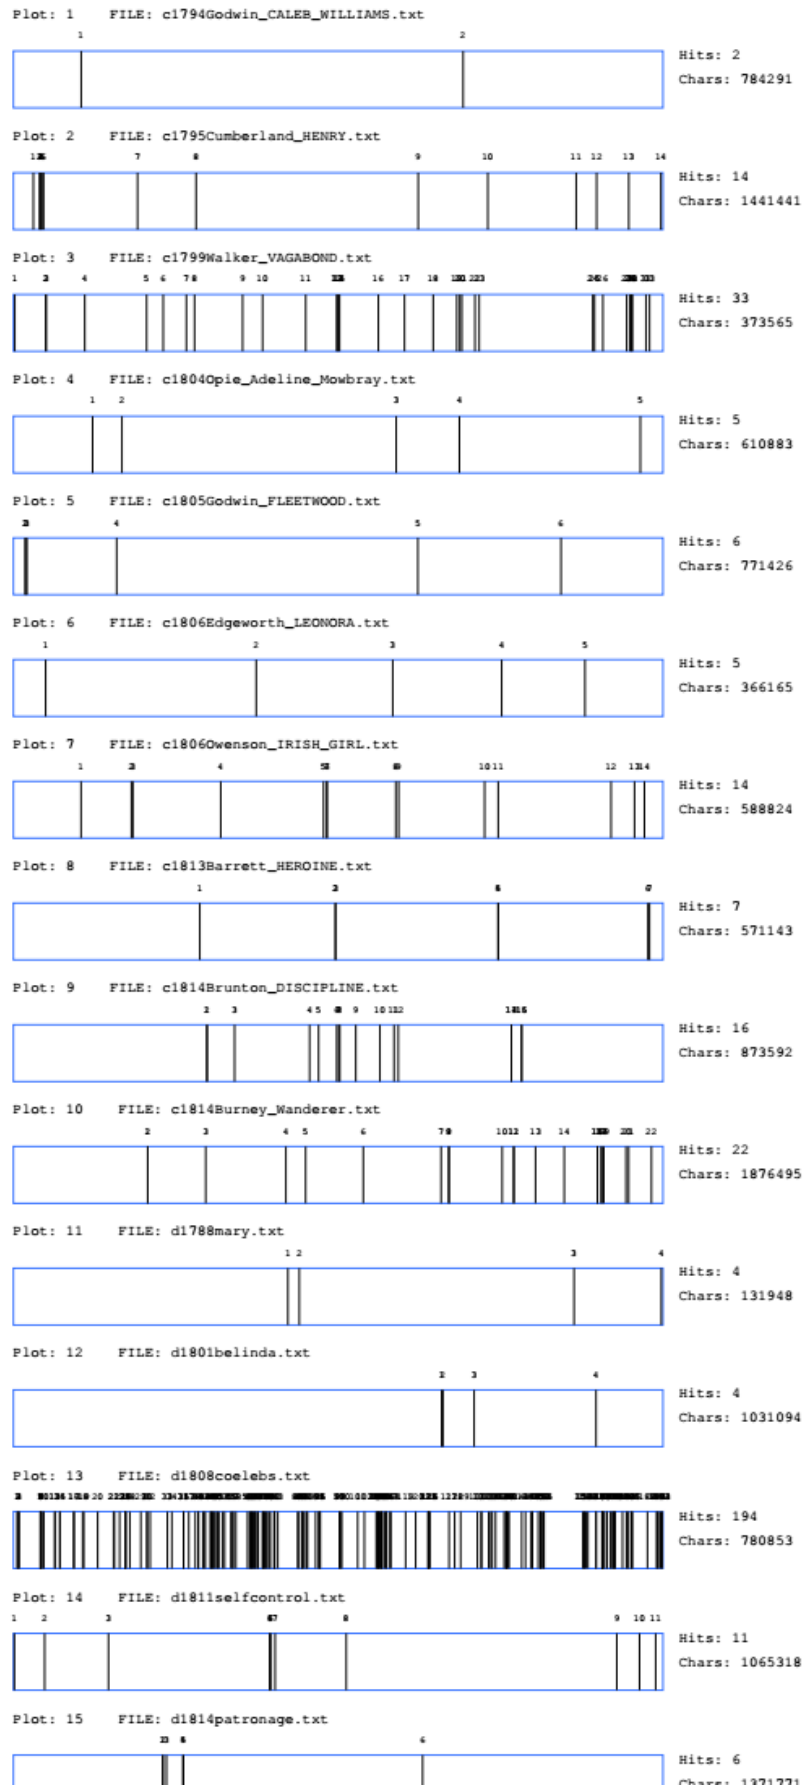 Plot: 1 FILE: c1794Godwin_CALEB_WILLIAMS.txt
1 2
Hits: 2
Chars: 784291
Plot: 2 FILE: c1795Cumberland_HENRY.txt
7 8 9 10 11 12 13 14
Hits: 14
Chars: 1441441
Plot: 3 FILE: c1799Walker_VAGABOND.txt
1 2 4 5 6 7 8 9 10 11 16 17 18
Hits: 33
Chars: 373565
Plot: 4 FILE: c1804Opie_Adeline_Mowbray.txt
1 2 3 4 5
Hits: 5
Chars: 610883
Plot: 5 FILE: c1805Godwin_FLEETWOOD.txt
4 5 6
Hits: 6
Chars: 771426
Plot: 6 FILE: c1806Edgeworth_LEONORA.txt
1 2 3 4 5
Hits: 5
Chars: 366165
Plot: 7 FILE: c1806Owenson_IRISH_GIRL.txt
1 4 10 11 12 14
Hits: 14
Chars: 588824
Plot: 8 FILE: c1813Barrett_HEROINE.txt
1
Hits: 7
Chars: 571143
Plot: 9 FILE: c1814Brunton_DISCIPLINE.txt
2 3 4 5 9 10
Hits: 16
Chars: 873592
Plot: 10 FILE: c1814Burney_Wanderer.txt
2 3 4 5 6 13 14 22
Hits: 22
Chars: 1876495
Plot: 11 FILE: d1788mary.txt
1 2 3 4
Hits: 4
Chars: 131948
Plot: 12 FILE: d1801belinda.txt
3 4
Hits: 4
Chars: 1031094
Plot: 13 FILE: d1808coelebs.txt
Hits: 194
Chars: 780853
Plot: 14 FILE: d1811selfcontrol.txt
1 2 3 8 9 10 11
Hits: 11
Chars: 1065318
Plot: 15 FILE: d1814patronage.txt
6
Hits: 6
Chars: 1371771